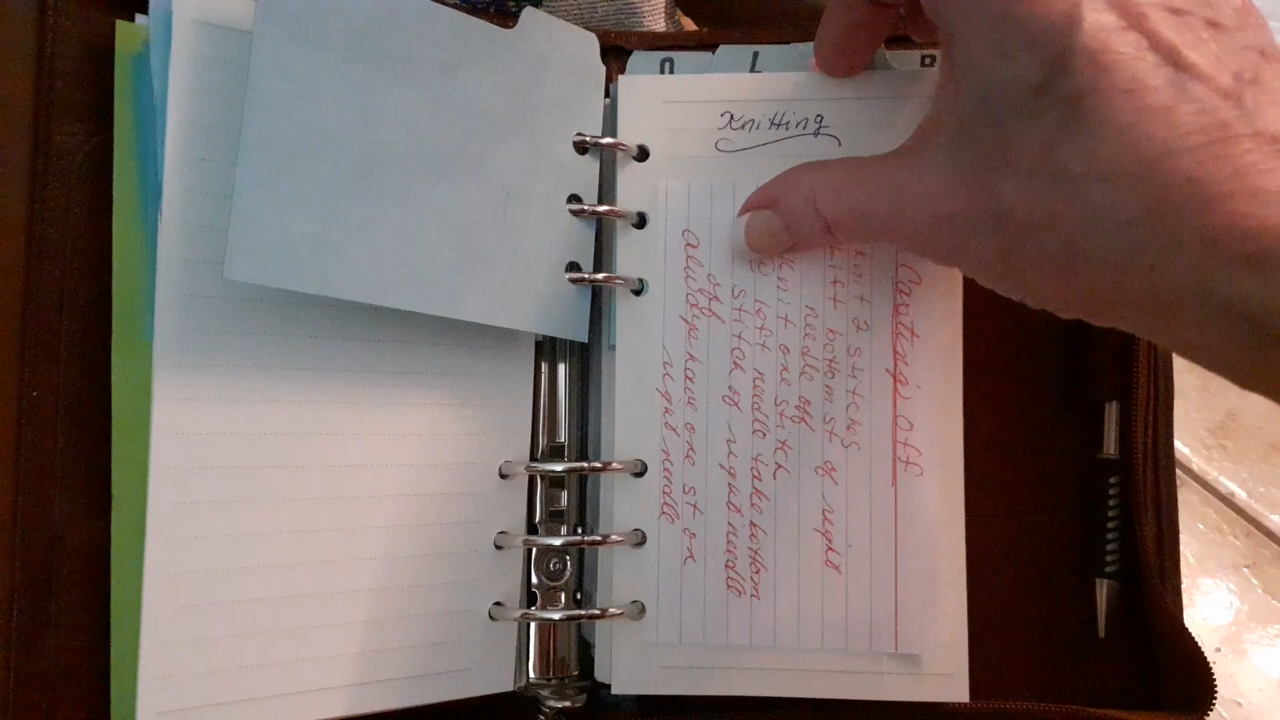 Knitting
Casting off
knit 2 stitches
Lift bottom st of right
needle off
Knit one stitch
loft needle take bottom
stitch of right needle
off
always have one st on
right needle